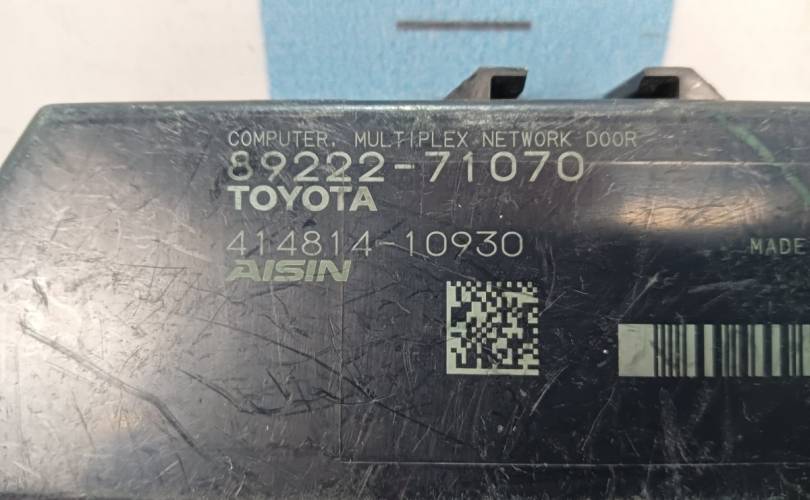 COMPUTER, MULTIPLEX NETWORK DOOR
89222-71070
TOYOTA
414814-10930
AISIN
MADE